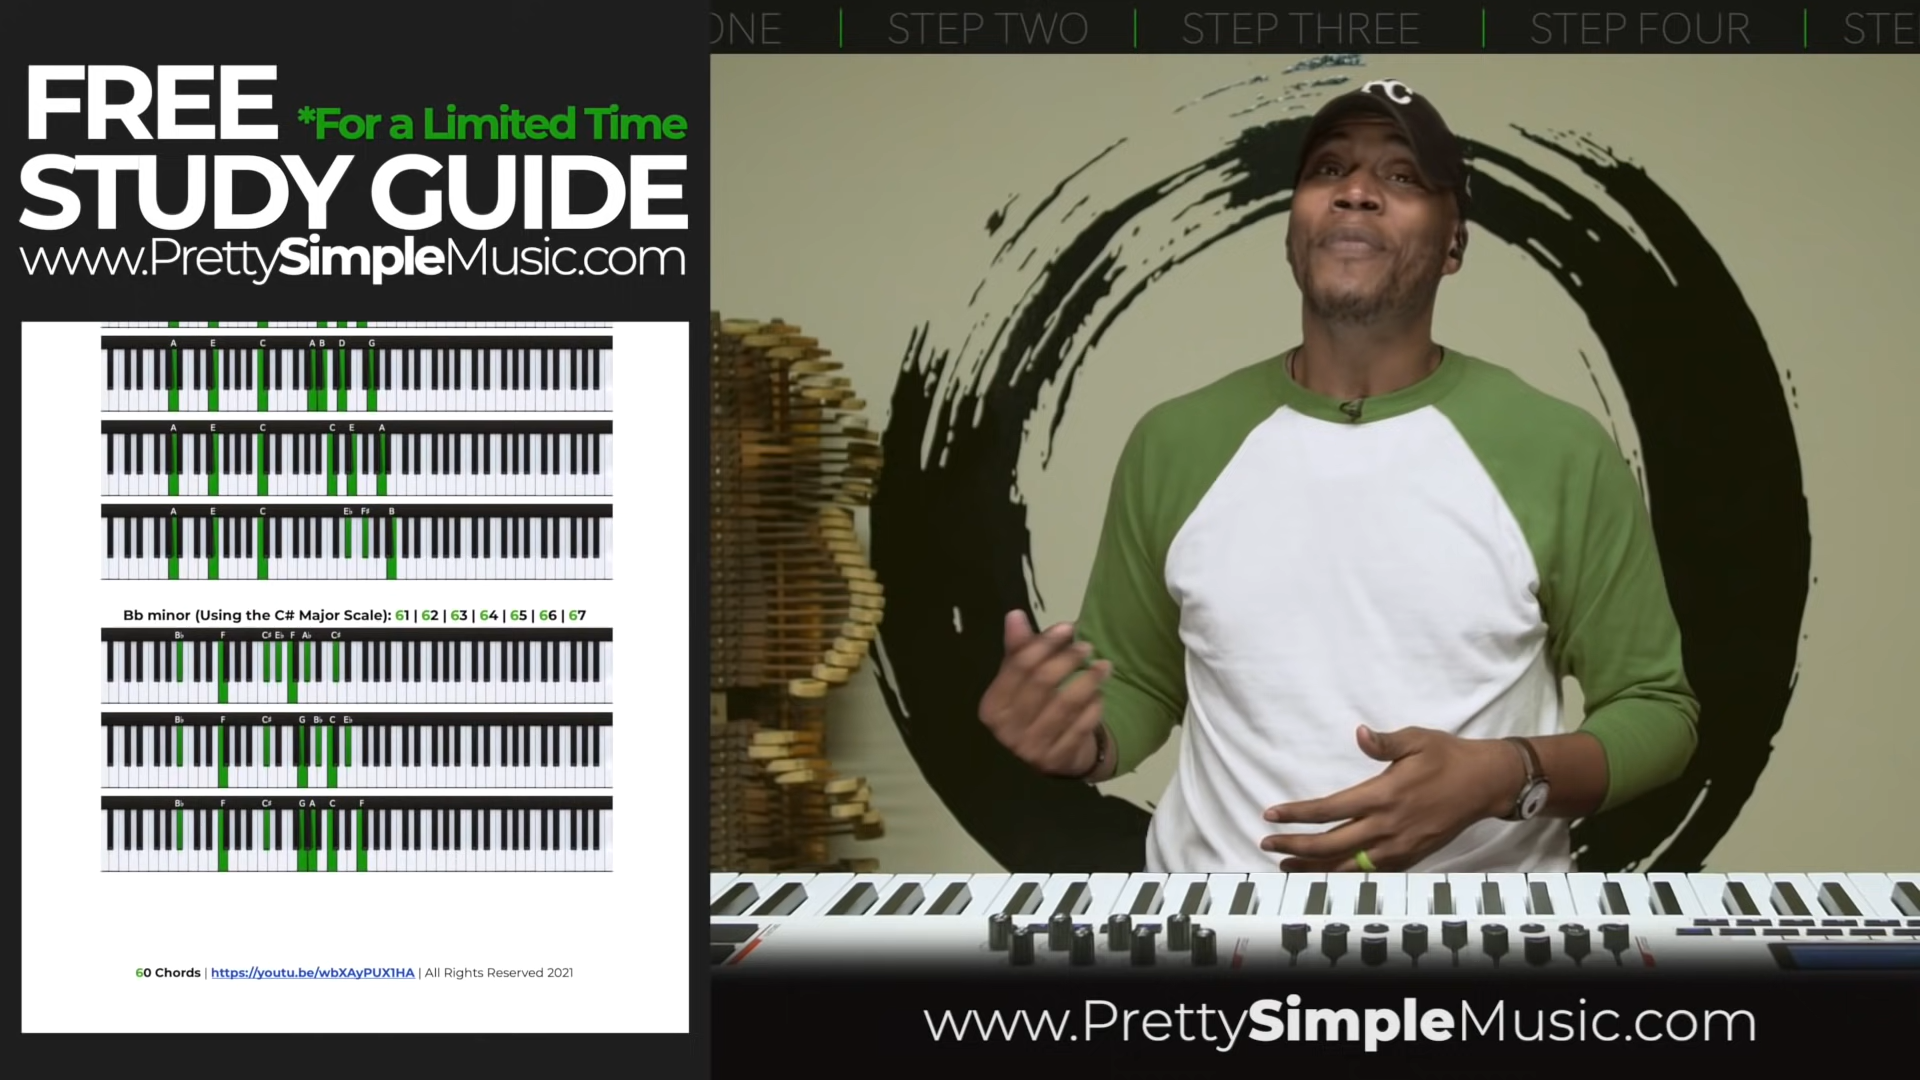 FREE *For a Limited Time
STUDY GUIDE
www.PrettySimpleMusic.com
A E C A B D G
A E C C E A
A E C E♭ F♯ B
Bb minor (Using the C# Major Scale): 61 | 62 | 63 | 64 | 65 | 66 | 67
B♭ F C♯ E♭ F A♭ C♯
B♭ F C♯ G B♭ C E♭
B♭ F C♯ G A C F
60 Chords | https://youtu.be/wbXAyPUX1HA | All Rights Reserved 2021
ONE | STEP TWO | STEP THREE | STEP FOUR | STE
www.PrettySimpleMusic.com